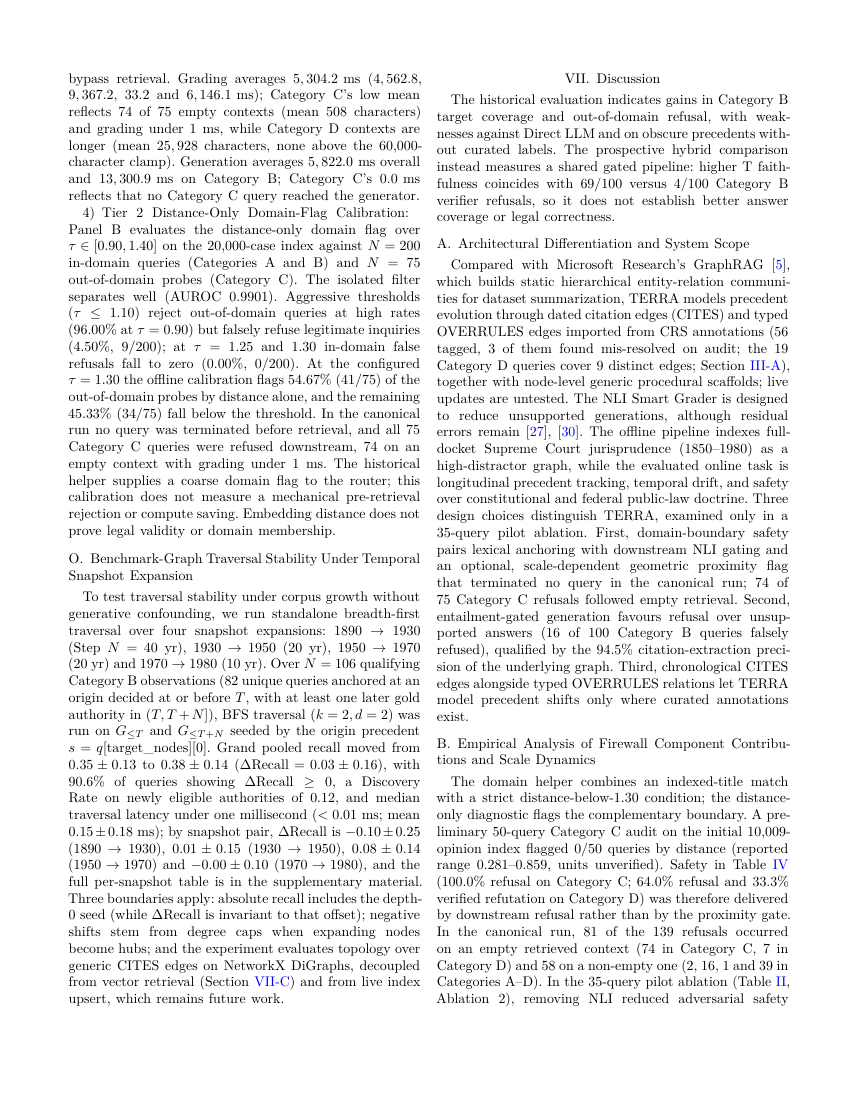 bypass retrieval. Grading averages 5,304.2 ms (4,562.8,
9,367.2, 33.2 and 6,146.1 ms); Category C's low mean
reflects 74 of 75 empty contexts (mean 508 characters)
and grading under 1 ms, while Category D contexts are
longer (mean 25,928 characters, none above the 60,000-
character clamp). Generation averages 5,822.0 ms overall
and 13,300.9 ms on Category B; Category C's 0.0 ms
reflects that no Category C query reached the generator.
4) Tier 2 Distance-Only Domain-Flag Calibration:
Panel B evaluates the distance-only domain flag over
τ ∈ [0.90, 1.40] on the 20,000-case index against N = 200
in-domain queries (Categories A and B) and N = 75
out-of-domain probes (Category C). The isolated filter
separates well (AUROC 0.9901). Aggressive thresholds
(τ ≤ 1.10) reject out-of-domain queries at high rates
(96.00% at τ = 0.90) but falsely refuse legitimate inquiries
(4.50%, 9/200); at τ = 1.25 and 1.30 in-domain false
refusals fall to zero (0.00%, 0/200). At the configured
τ = 1.30 the offline calibration flags 54.67% (41/75) of the
out-of-domain probes by distance alone, and the remaining
45.33% (34/75) fall below the threshold. In the canonical
run no query was terminated before retrieval, and all 75
Category C queries were refused downstream, 74 on an
empty context with grading under 1 ms. The historical
helper supplies a coarse domain flag to the router; this
calibration does not measure a mechanical pre-retrieval
rejection or compute saving. Embedding distance does not
prove legal validity or domain membership.
O. Benchmark-Graph Traversal Stability Under Temporal
Snapshot Expansion
To test traversal stability under corpus growth without
generative confounding, we run standalone breadth-first
traversal over four snapshot expansions: 1890 → 1930
(Step N = 40 yr), 1930 → 1950 (20 yr), 1950 → 1970
(20 yr) and 1970 → 1980 (10 yr). Over N = 106 qualifying
Category B observations (82 unique queries anchored at an
origin decided at or before T, with at least one later gold
authority in (T, T + N]), BFS traversal (k = 2, d = 2) was
run on G≤T and G≤T+N seeded by the origin precedent
s = q[target_nodes][0]. Grand pooled recall moved from
0.35 ± 0.13 to 0.38 ± 0.14 (ΔRecall = 0.03 ± 0.16), with
90.6% of queries showing ΔRecall ≥ 0, a Discovery
Rate on newly eligible authorities of 0.12, and median
traversal latency under one millisecond (< 0.01 ms; mean
0.15 ± 0.18 ms); by snapshot pair, ΔRecall is −0.10 ± 0.25
(1890 → 1930), 0.01 ± 0.15 (1930 → 1950), 0.08 ± 0.14
(1950 → 1970) and −0.00 ± 0.10 (1970 → 1980), and the
full per-snapshot table is in the supplementary material.
Three boundaries apply: absolute recall includes the depth-
0 seed (while ΔRecall is invariant to that offset); negative
shifts stem from degree caps when expanding nodes
become hubs; and the experiment evaluates topology over
generic CITES edges on NetworkX DiGraphs, decoupled
from vector retrieval (Section VII-C) and from live index
upsert, which remains future work.
VII. Discussion
The historical evaluation indicates gains in Category B
target coverage and out-of-domain refusal, with weak-
nesses against Direct LLM and on obscure precedents with-
out curated labels. The prospective hybrid comparison
instead measures a shared gated pipeline: higher T faith-
fulness coincides with 69/100 versus 4/100 Category B
verifier refusals, so it does not establish better answer
coverage or legal correctness.
A. Architectural Differentiation and System Scope
Compared with Microsoft Research's GraphRAG [5],
which builds static hierarchical entity-relation communi-
ties for dataset summarization, TERRA models precedent
evolution through dated citation edges (CITES) and typed
OVERRULES edges imported from CRS annotations (56
tagged, 3 of them found mis-resolved on audit; the 19
Category D queries cover 9 distinct edges; Section III-A),
together with node-level generic procedural scaffolds; live
updates are untested. The NLI Smart Grader is designed
to reduce unsupported generations, although residual
errors remain [27], [30]. The offline pipeline indexes full-
docket Supreme Court jurisprudence (1850–1980) as a
high-distractor graph, while the evaluated online task is
longitudinal precedent tracking, temporal drift, and safety
over constitutional and federal public-law doctrine. Three
design choices distinguish TERRA, examined only in a
35-query pilot ablation. First, domain-boundary safety
pairs lexical anchoring with downstream NLI gating and
an optional, scale-dependent geometric proximity flag
that terminated no query in the canonical run; 74 of
75 Category C refusals followed empty retrieval. Second,
entailment-gated generation favours refusal over unsup-
ported answers (16 of 100 Category B queries falsely
refused), qualified by the 94.5% citation-extraction preci-
sion of the underlying graph. Third, chronological CITES
edges alongside typed OVERRULES relations let TERRA
model precedent shifts only where curated annotations
exist.
B. Empirical Analysis of Firewall Component Contribu-
tions and Scale Dynamics
The domain helper combines an indexed-title match
with a strict distance-below-1.30 condition; the distance-
only diagnostic flags the complementary boundary. A pre-
liminary 50-query Category C audit on the initial 10,009-
opinion index flagged 0/50 queries by distance (reported
range 0.281–0.859, units unverified). Safety in Table IV
(100.0% refusal on Category C; 64.0% refusal and 33.3%
verified refutation on Category D) was therefore delivered
by downstream refusal rather than by the proximity gate.
In the canonical run, 81 of the 139 refusals occurred
on an empty retrieved context (74 in Category C, 7 in
Category D) and 58 on a non-empty one (2, 16, 1 and 39 in
Categories A–D). In the 35-query pilot ablation (Table II,
Ablation 2), removing NLI reduced adversarial safety